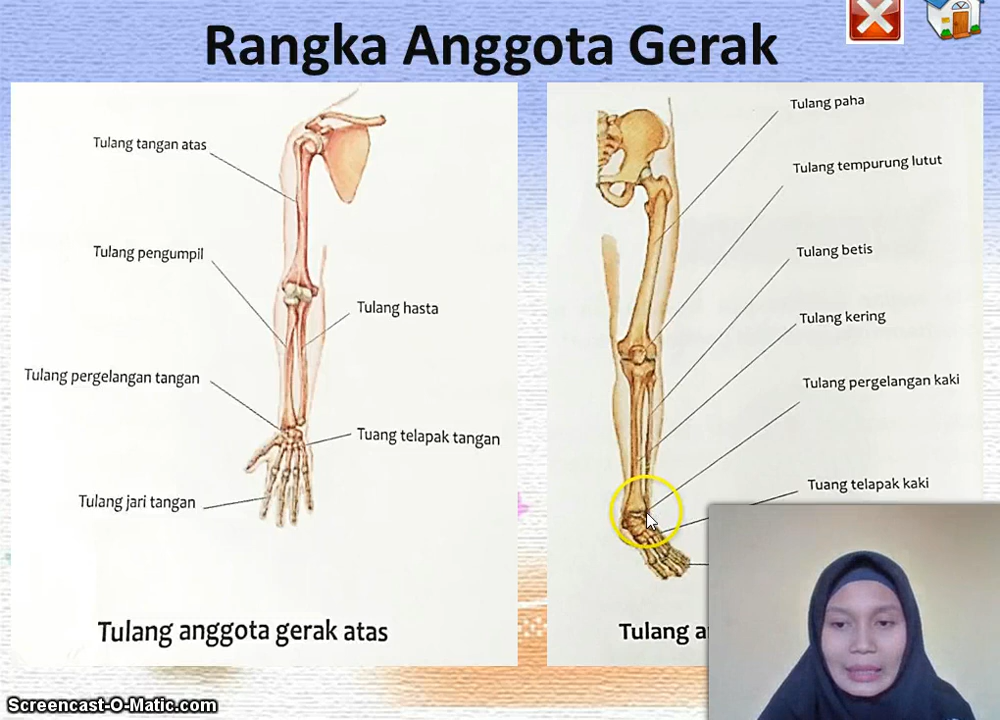 Rangka Anggota Gerak
Tulang tangan atas
Tulang pengumpil
Tulang hasta
Tulang pergelangan tangan
Tuang telapak tangan
Tulang jari tangan
Tulang anggota gerak atas
Tulang paha
Tulang tempurung lutut
Tulang betis
Tulang kering
Tulang pergelangan kaki
Tuang telapak kaki
Tulang
Screencast-O-Matic.com